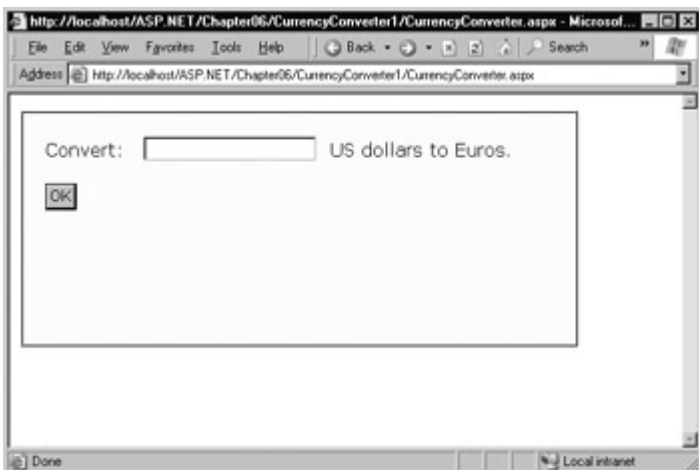 http://localhost/ASP.NET/Chapter06/CurrencyConverter1/CurrencyConverter.aspx - Microsof...
File Edit View Favorites Tools Help Back Search »
Address http://localhost/ASP.NET/Chapter06/CurrencyConverter1/CurrencyConverter.aspx
Convert: US dollars to Euros.
OK
Done Local intranet